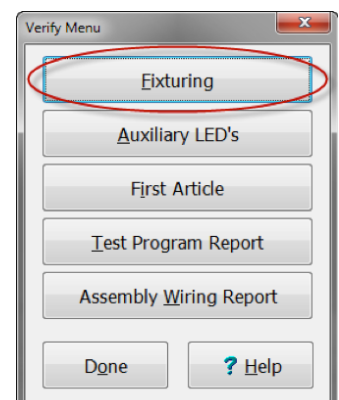 Verify Menu
Fixturing
Auxiliary LED's
First Article
Test Program Report
Assembly Wiring Report
Done ? Help